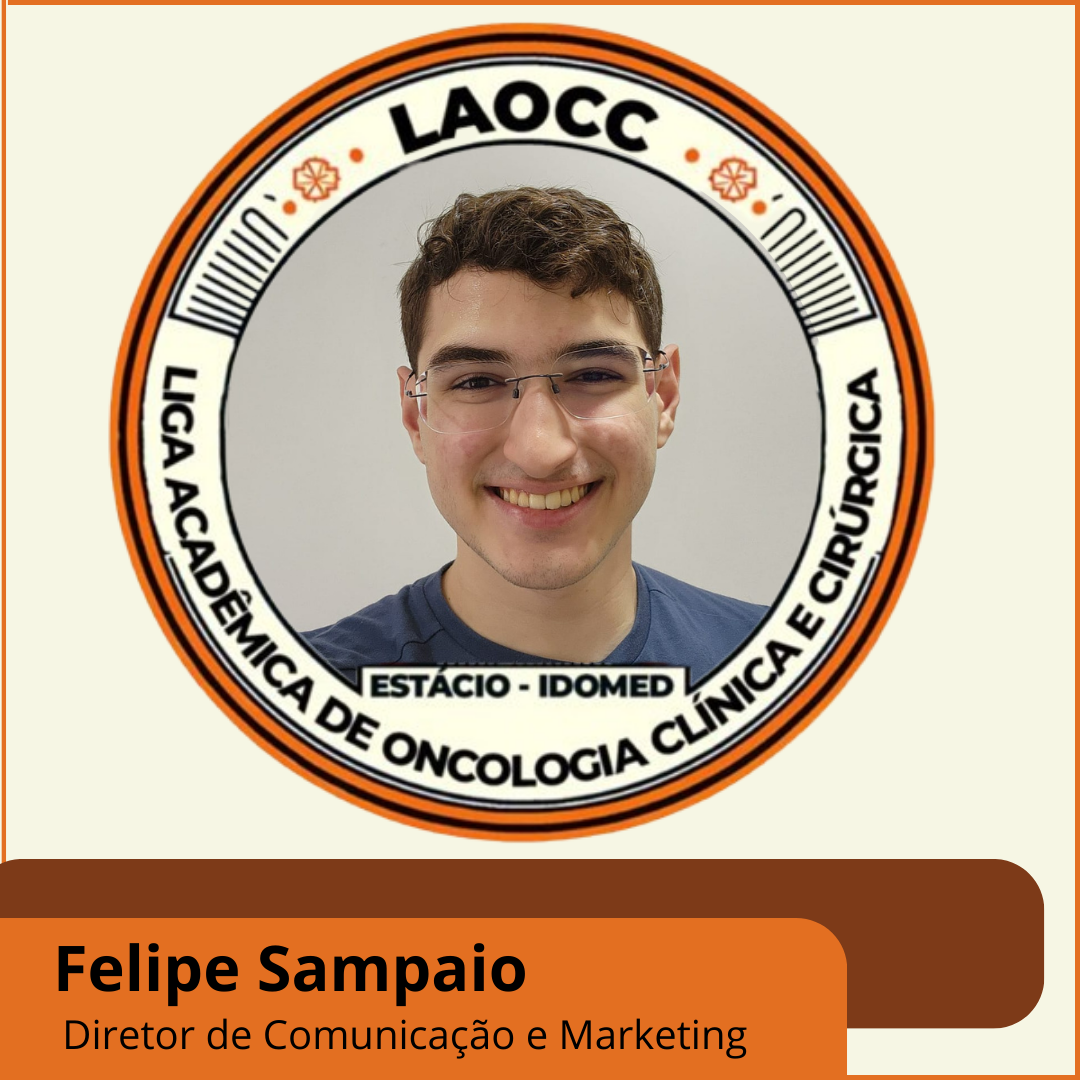 LAOCC
LIGA ACADÊMICA DE ONCOLOGIA CLÍNICA E CIRÚRGICA
ESTÁCIO - IDOMED
Felipe Sampaio
Diretor de Comunicação e Marketing